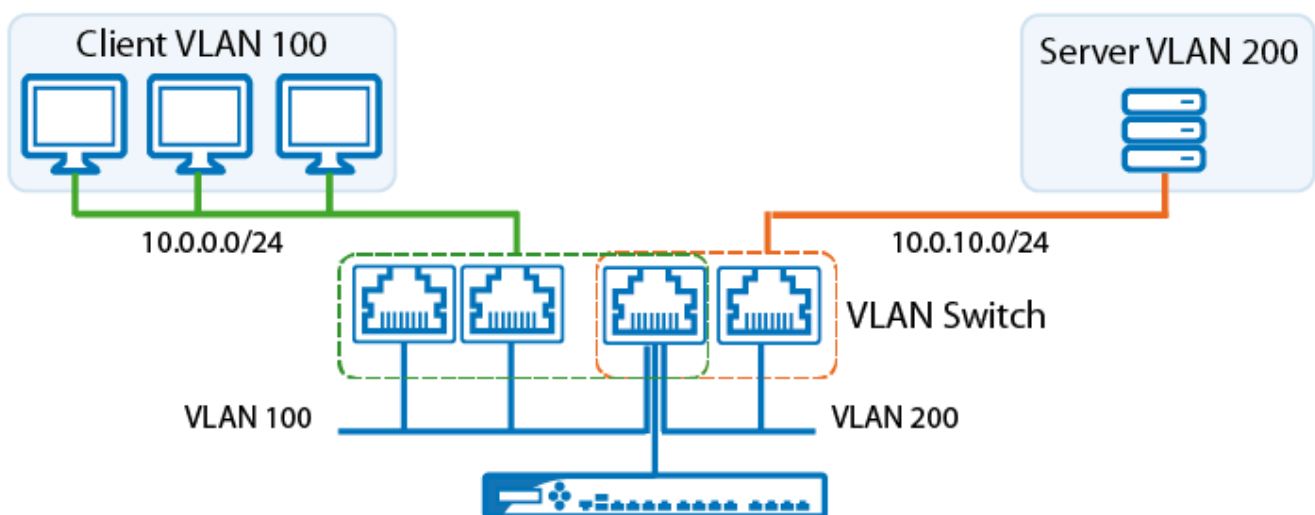 Client VLAN 100
Server VLAN 200
10.0.0.0/24
10.0.10.0/24
VLAN Switch
VLAN 100
VLAN 200